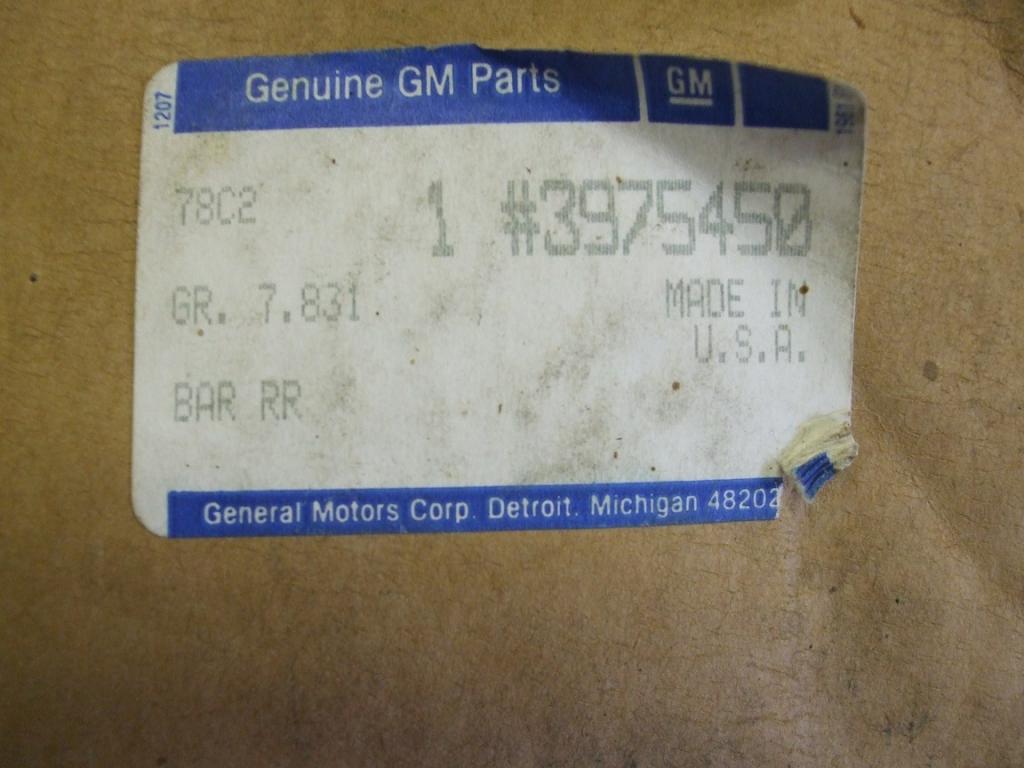 Genuine GM Parts GM
1207
78C2 1 #3975450
GR. 7.831 MADE IN
U.S.A.
BAR RR
General Motors Corp. Detroit. Michigan 48202